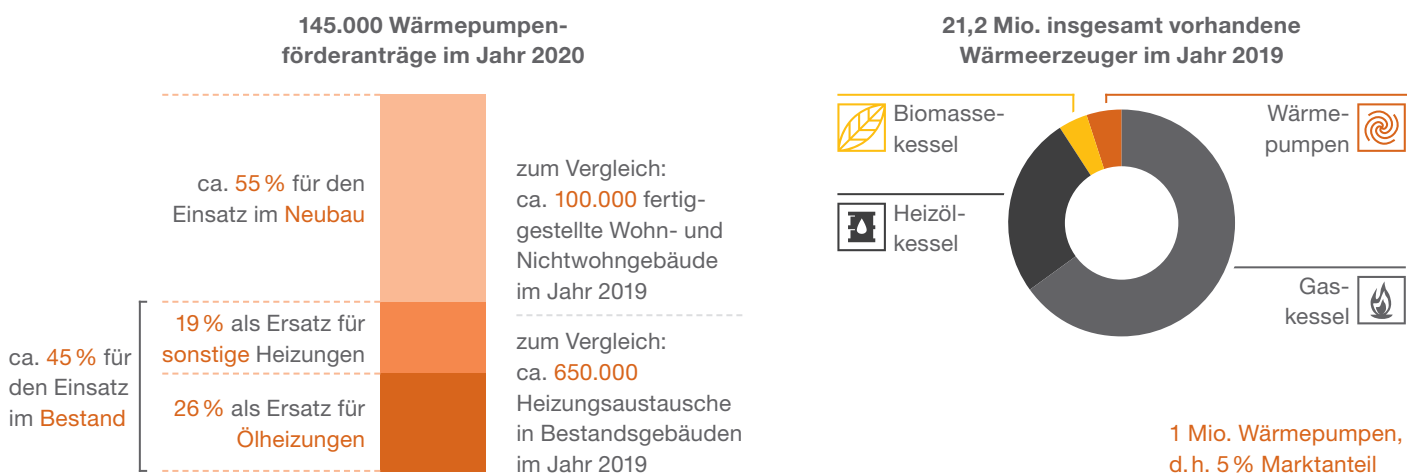 145.000 Wärmepumpen-
förderanträge im Jahr 2020
ca. 55 % für den
Einsatz im Neubau
19 % als Ersatz für
sonstige Heizungen
ca. 45 % für
den Einsatz
im Bestand
26 % als Ersatz für
Ölheizungen
zum Vergleich:
ca. 100.000 fertig-
gestellte Wohn- und
Nichtwohngebäude
im Jahr 2019
zum Vergleich:
ca. 650.000
Heizungsaustausche
in Bestandsgebäuden
im Jahr 2019
21,2 Mio. insgesamt vorhandene
Wärmeerzeuger im Jahr 2019
Biomasse-
kessel
Wärme-
pumpen
Heizöl-
kessel
Gas-
kessel
1 Mio. Wärmepumpen,
d. h. 5 % Marktanteil